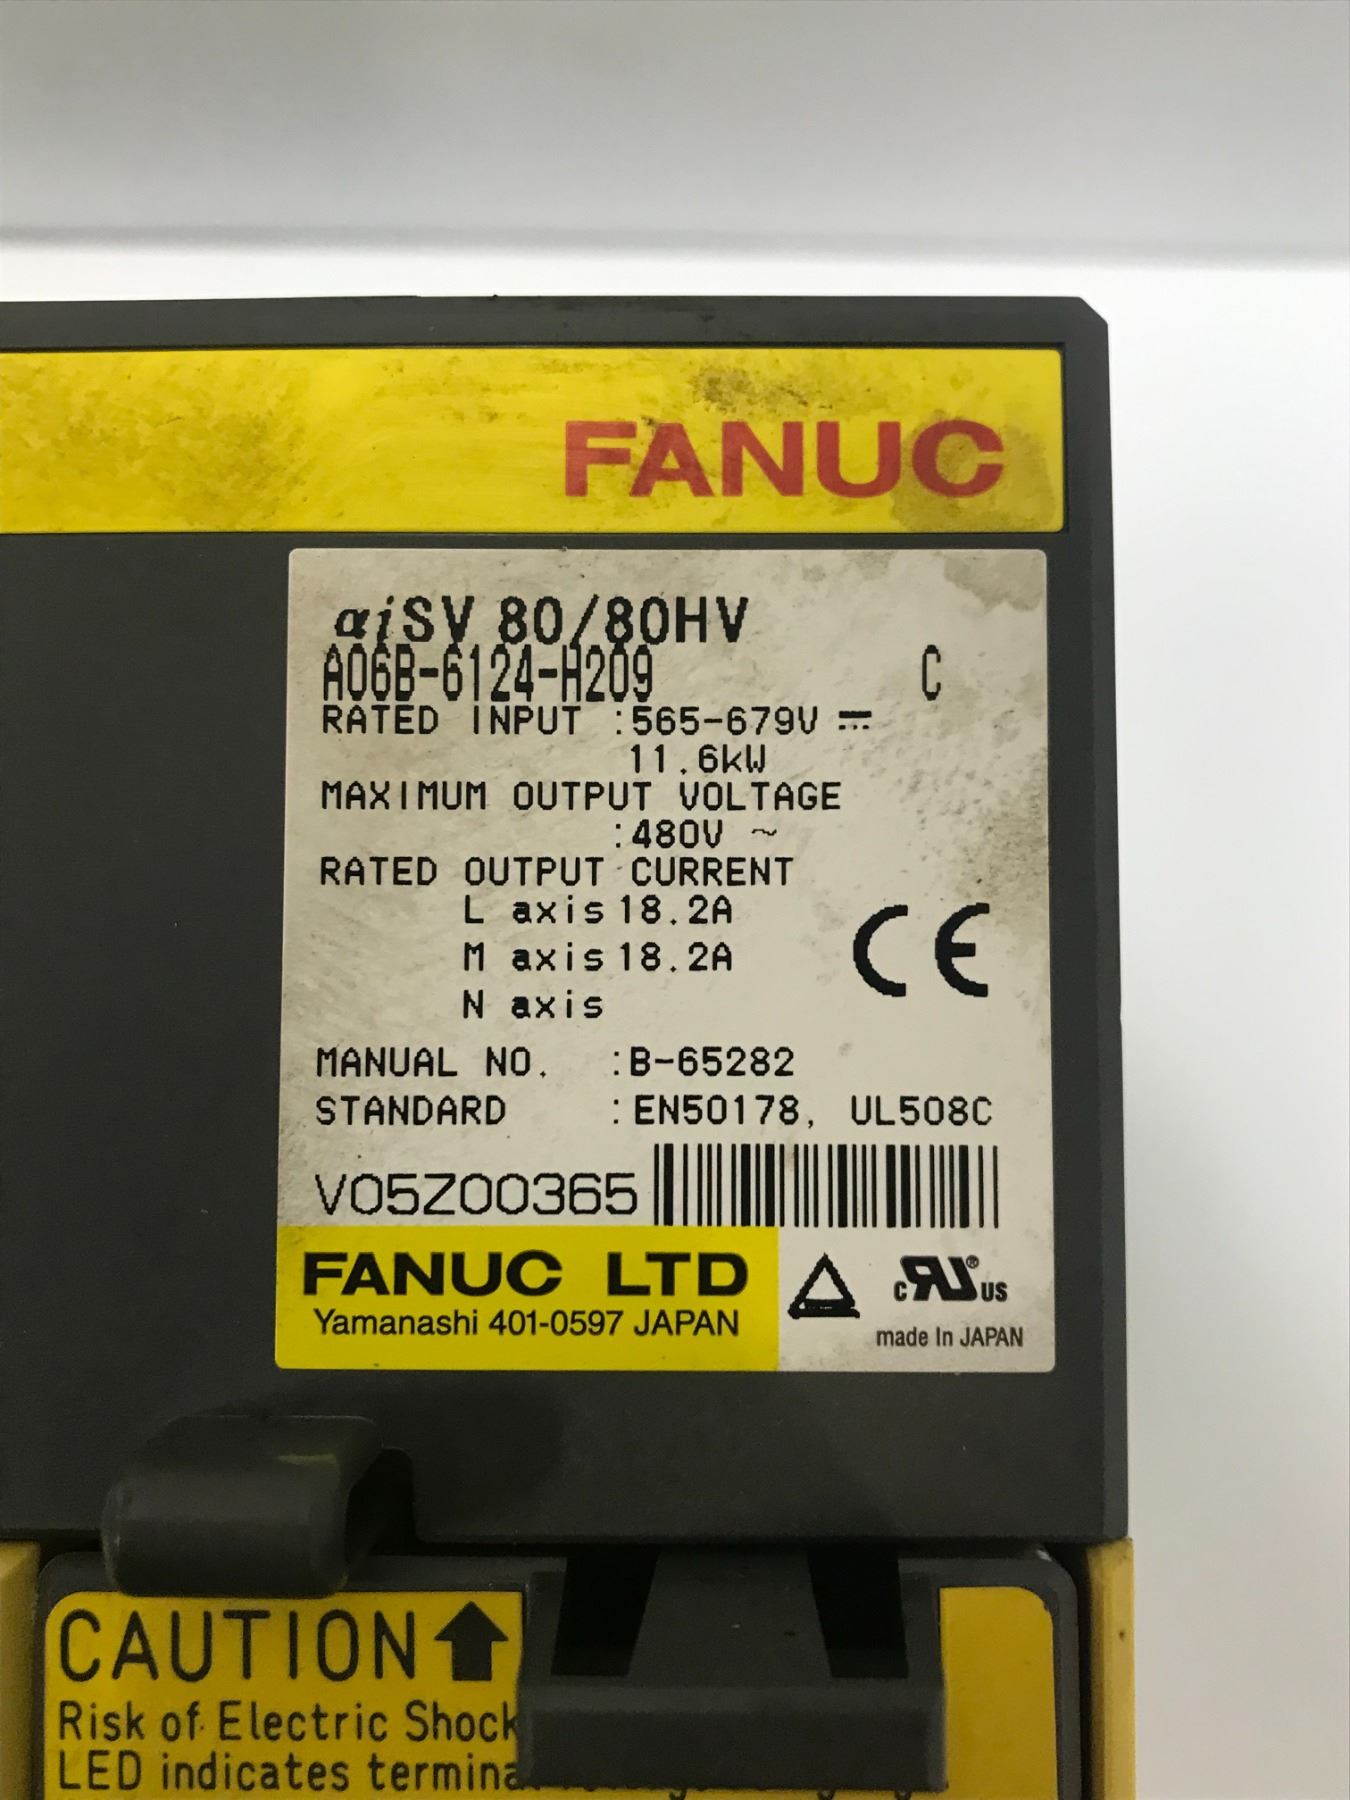 FANUC
αiSV 80/80HV
A06B-6124-H209 C
RATED INPUT :565-679V ⎓
11.6kW
MAXIMUM OUTPUT VOLTAGE
:480V ~
RATED OUTPUT CURRENT
L axis 18.2A
M axis 18.2A
N axis
MANUAL NO. :B-65282
STANDARD :EN50178, UL508C
V05Z00365
FANUC LTD
Yamanashi 401-0597 JAPAN
CE
c RU ® US
made In JAPAN
CAUTION
Risk of Electric Shock
LED indicates